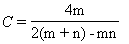 C = 4m / 2(m + n) - mn